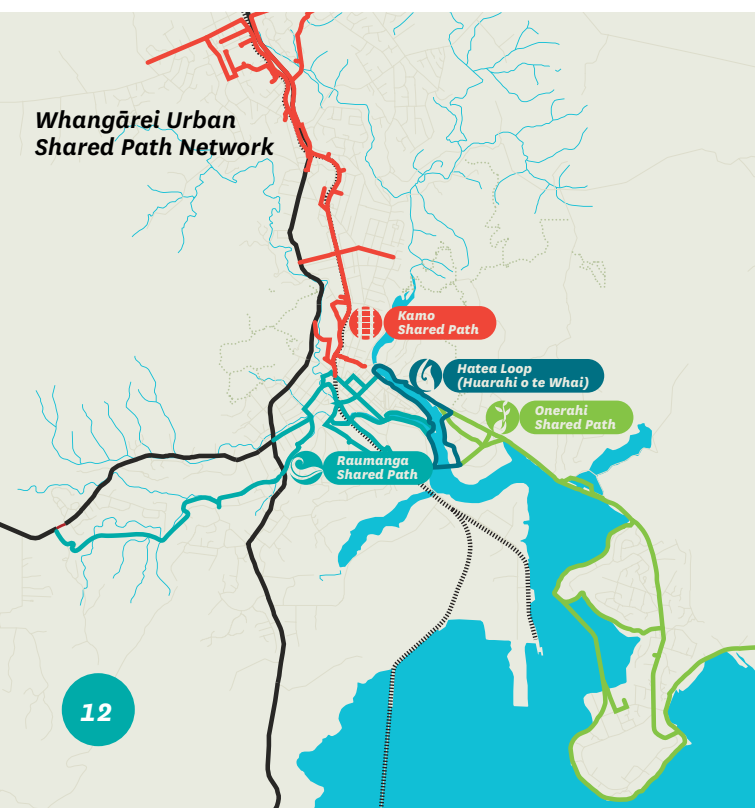 Whangārei Urban
Shared Path Network
Kamo
Shared Path
Hatea Loop
(Huarahi o te Whai)
Onerahi
Shared Path
Raumanga
Shared Path
12